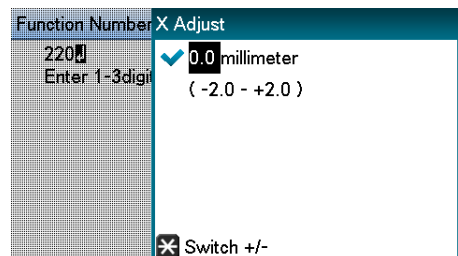 Function Number
220
Enter 1-3digi
X Adjust
0.0 millimeter
( -2.0 - +2.0 )
Switch +/-